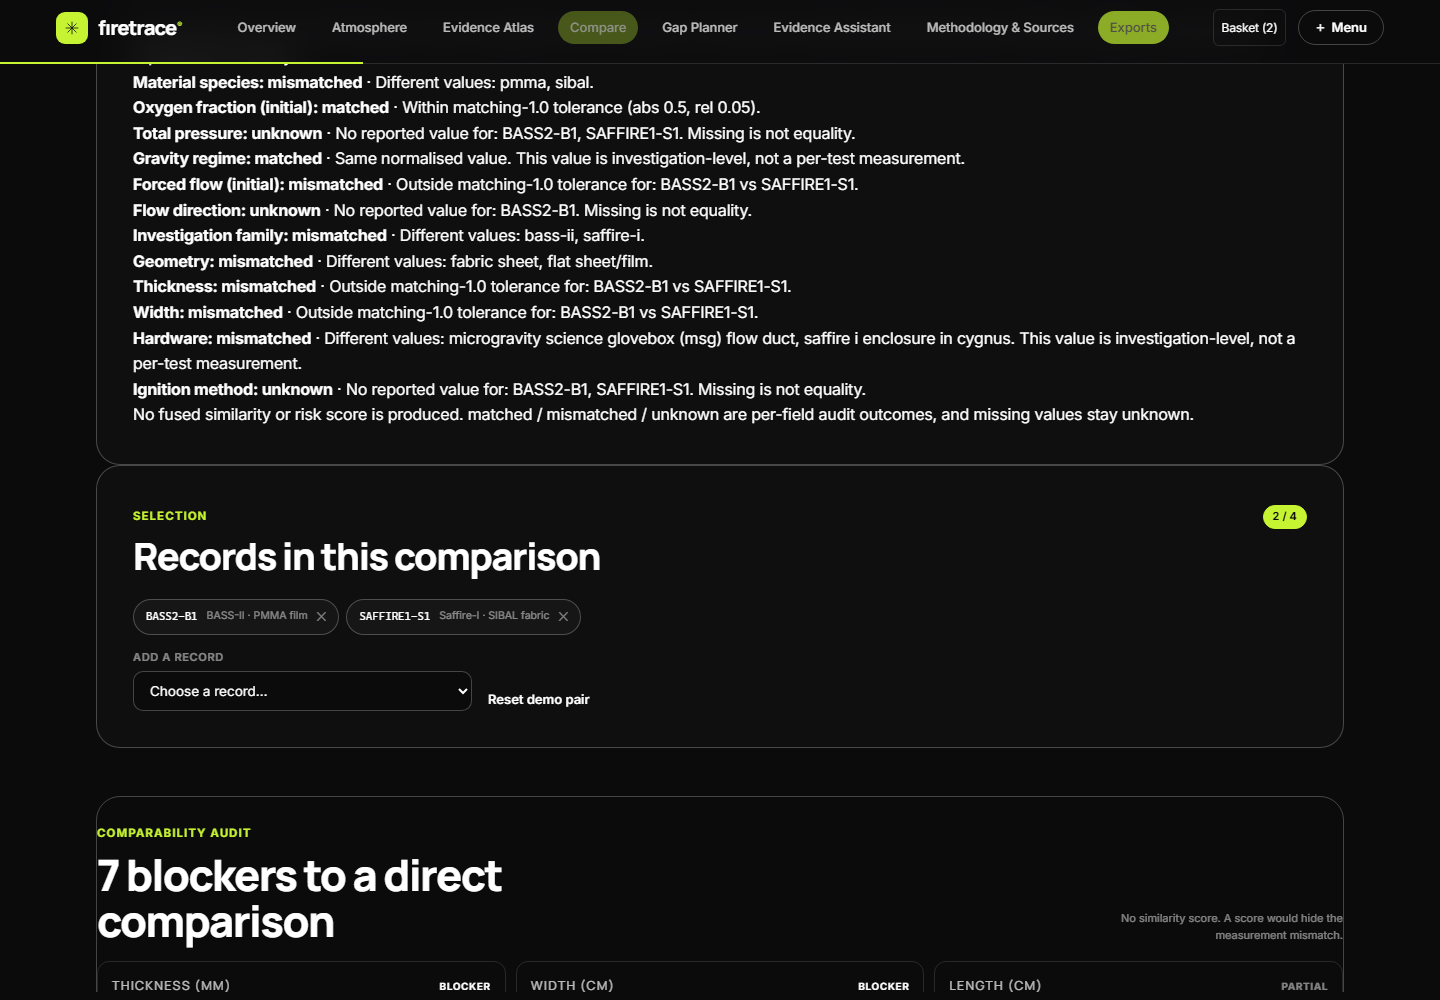 firetrace
Overview
Atmosphere
Evidence Atlas
Compare
Gap Planner
Evidence Assistant
Methodology & Sources
Exports
Basket (2)
+ Menu
Material species: mismatched · Different values: pmma, sibal.
Oxygen fraction (initial): matched · Within matching-1.0 tolerance (abs 0.5, rel 0.05).
Total pressure: unknown · No reported value for: BASS2-B1, SAFFIRE1-S1. Missing is not equality.
Gravity regime: matched · Same normalised value. This value is investigation-level, not a per-test measurement.
Forced flow (initial): mismatched · Outside matching-1.0 tolerance for: BASS2-B1 vs SAFFIRE1-S1.
Flow direction: unknown · No reported value for: BASS2-B1. Missing is not equality.
Investigation family: mismatched · Different values: bass-ii, saffire-i.
Geometry: mismatched · Different values: fabric sheet, flat sheet/film.
Thickness: mismatched · Outside matching-1.0 tolerance for: BASS2-B1 vs SAFFIRE1-S1.
Width: mismatched · Outside matching-1.0 tolerance for: BASS2-B1 vs SAFFIRE1-S1.
Hardware: mismatched · Different values: microgravity science glovebox (msg) flow duct, saffire i enclosure in cygnus. This value is investigation-level, not a
per-test measurement.
Ignition method: unknown · No reported value for: BASS2-B1, SAFFIRE1-S1. Missing is not equality.
No fused similarity or risk score is produced. matched / mismatched / unknown are per-field audit outcomes, and missing values stay unknown.
SELECTION
2 / 4
Records in this comparison
BASS2-B1 BASS-II · PMMA film ×
SAFFIRE1-S1 Saffire-I · SIBAL fabric ×
ADD A RECORD
Choose a record...
Reset demo pair
COMPARABILITY AUDIT
7 blockers to a direct
comparison
No similarity score. A score would hide the
measurement mismatch.
THICKNESS (MM) BLOCKER
WIDTH (CM) BLOCKER
LENGTH (CM) PARTIAL